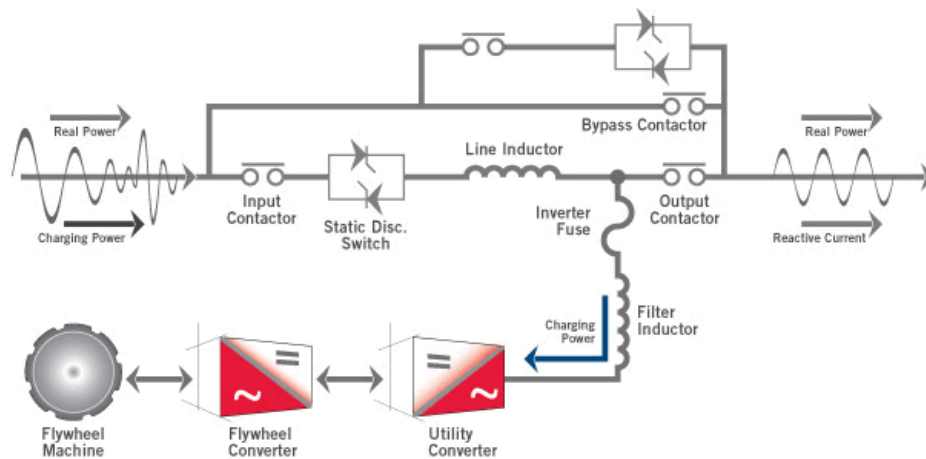 Real Power
Charging Power
Input
Contactor
Static Disc.
Switch
Line Inductor
Bypass Contactor
Inverter
Fuse
Output
Contactor
Real Power
Reactive Current
Charging
Power
Filter
Inductor
Flywheel
Machine
Flywheel
Converter
Utility
Converter